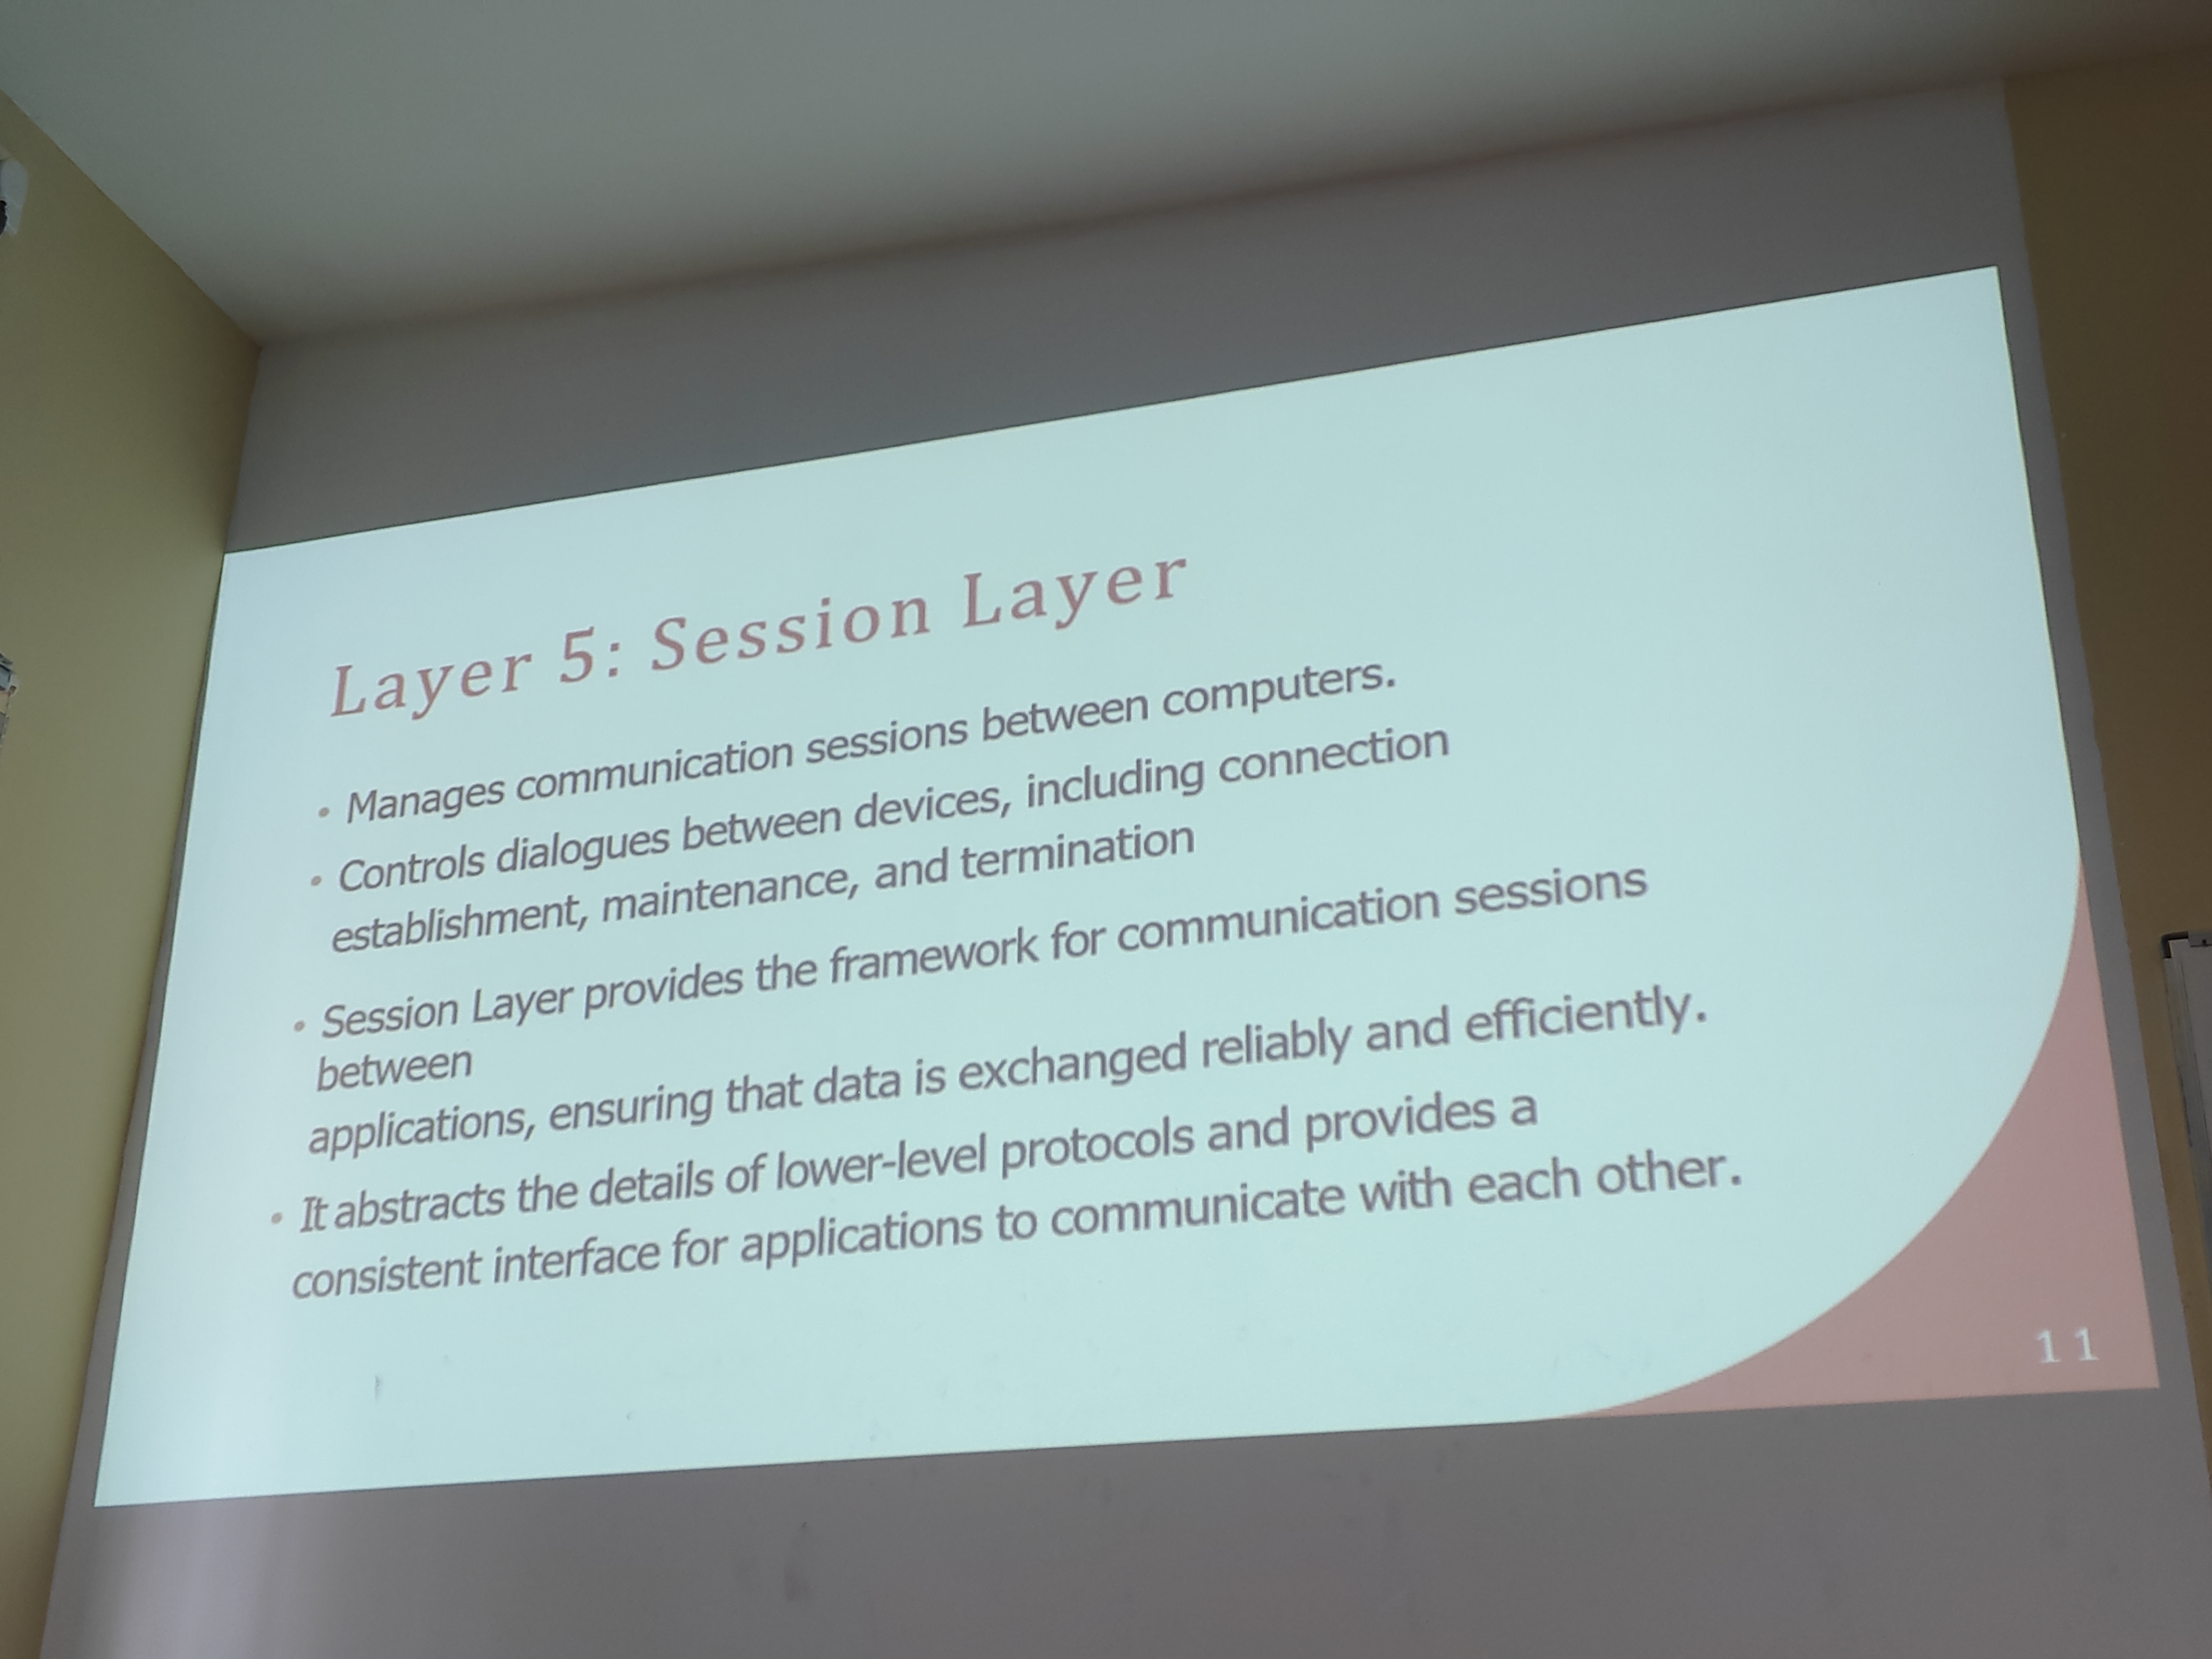 Layer 5: Session Layer
• Manages communication sessions between computers.
• Controls dialogues between devices, including connection
establishment, maintenance, and termination
• Session Layer provides the framework for communication sessions
between
applications, ensuring that data is exchanged reliably and efficiently.
• It abstracts the details of lower-level protocols and provides a
consistent interface for applications to communicate with each other.
11